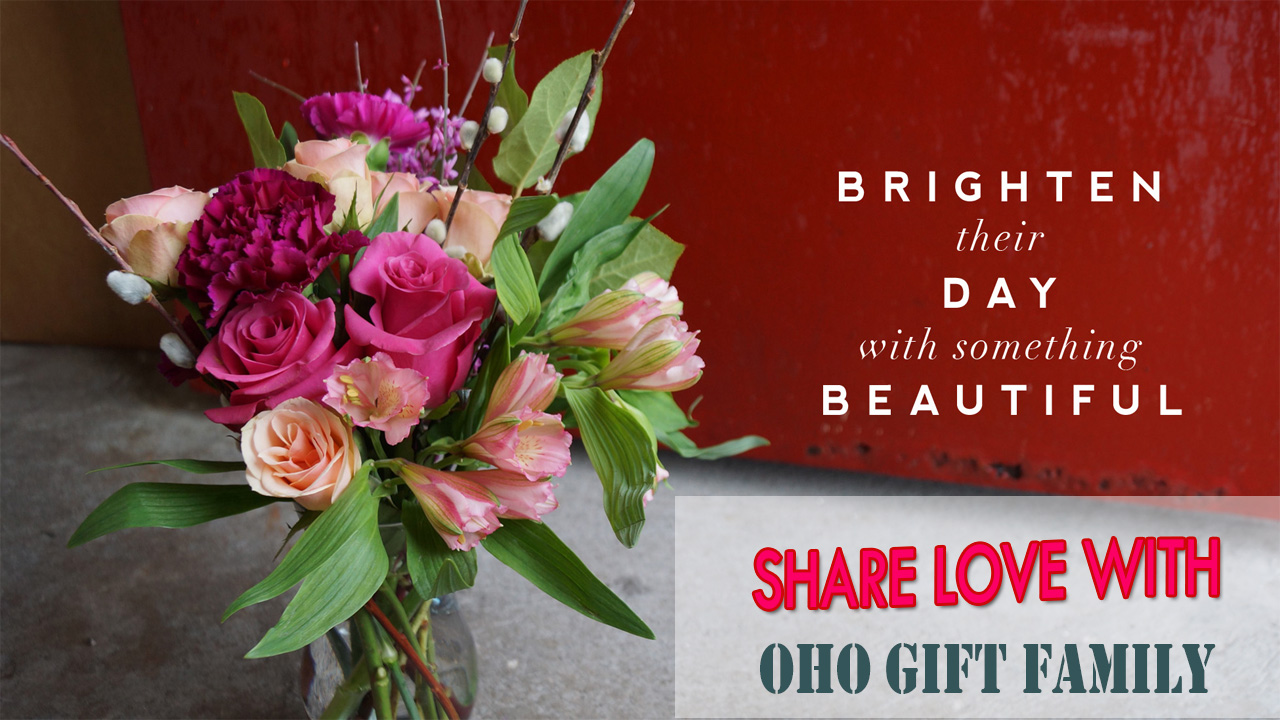 BRIGHTEN
their
DAY
with something
BEAUTIFUL
SHARE LOVE WITH
OHO GIFT FAMILY